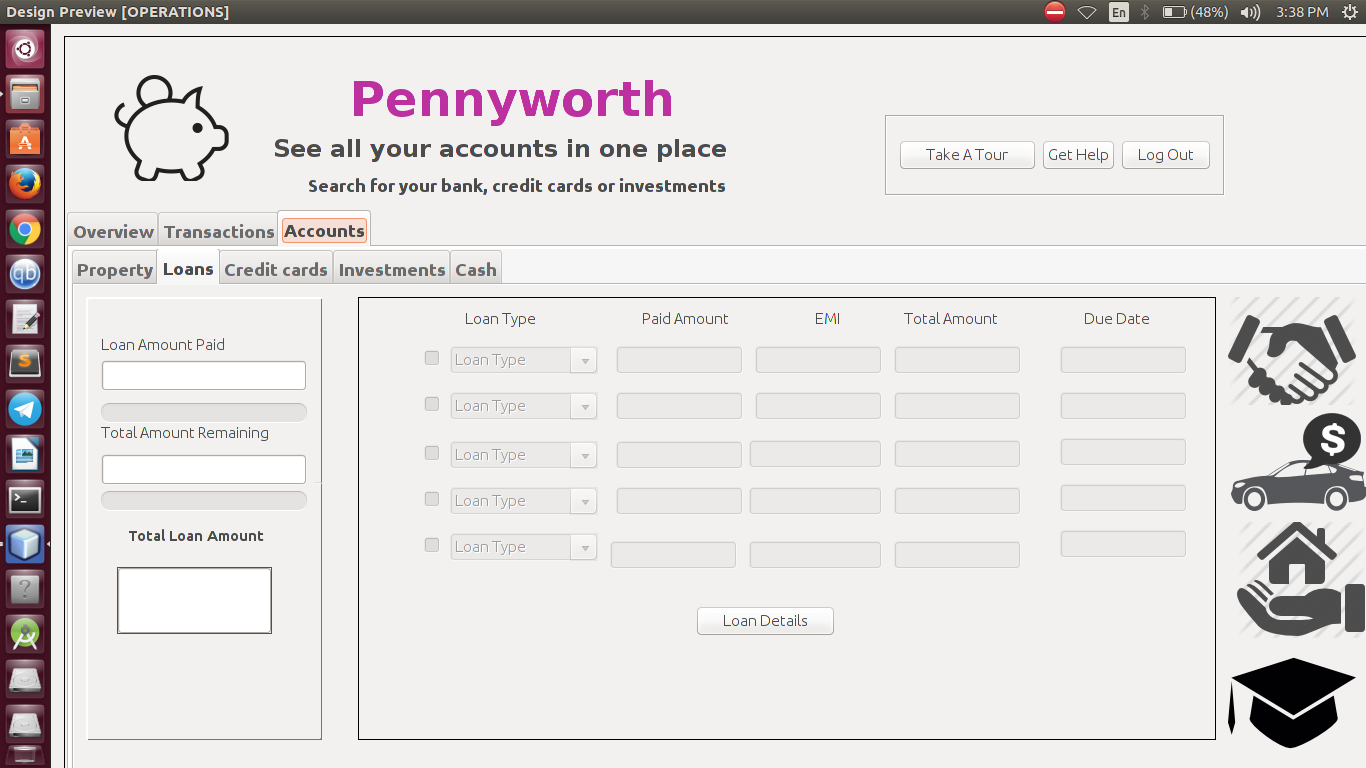 Design Preview [OPERATIONS]
En
(48%)
3:38 PM
Pennyworth
See all your accounts in one place
Search for your bank, credit cards or investments
Take A Tour
Get Help
Log Out
Overview
Transactions
Accounts
Property
Loans
Credit cards
Investments
Cash
Loan Amount Paid
Total Amount Remaining
Total Loan Amount
Loan Type
Paid Amount
EMI
Total Amount
Due Date
Loan Type
Loan Type
Loan Type
Loan Type
Loan Type
Loan Details
$